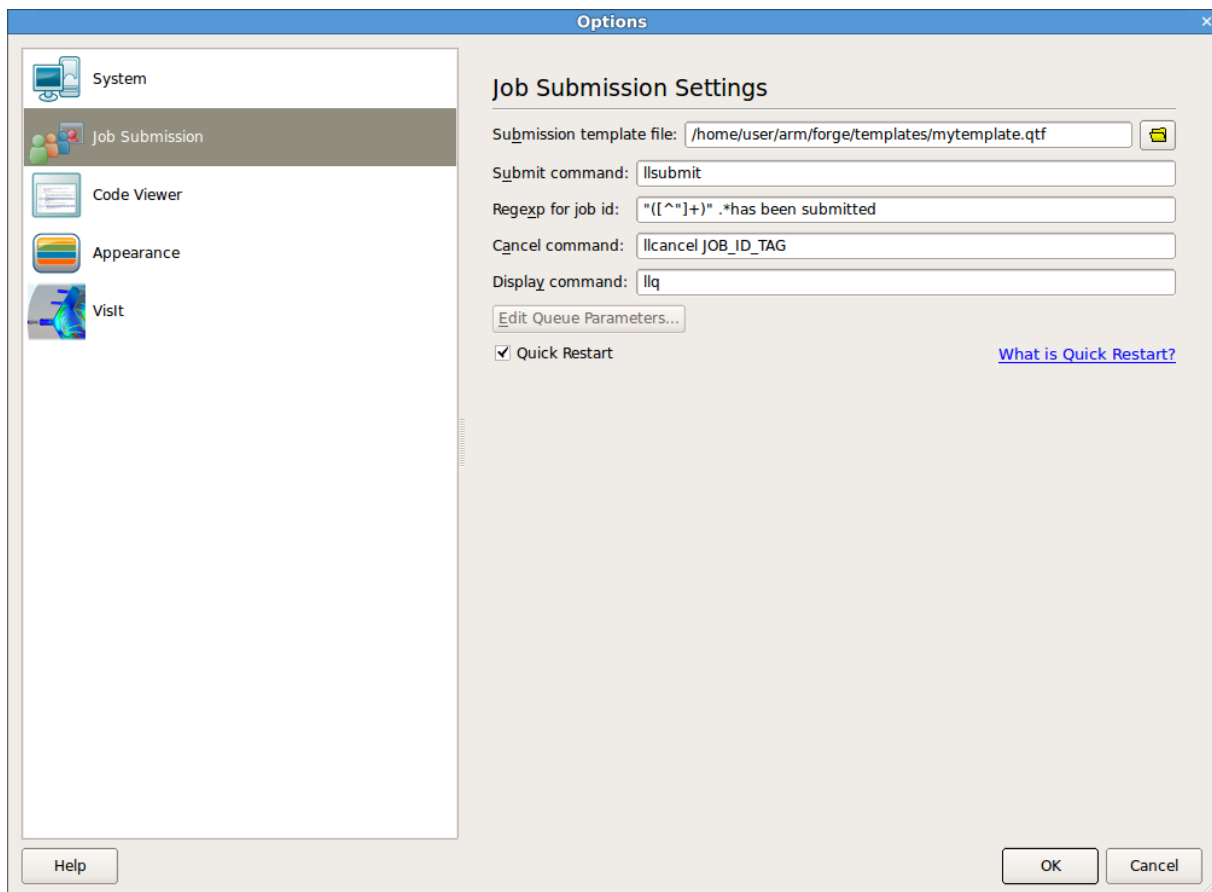 Options
System
Job Submission
Code Viewer
Appearance
VisIt
Job Submission Settings
Submission template file: /home/user/arm/forge/templates/mytemplate.qtf
Submit command: llsubmit
Regexp for job id: "([^"]+)" .*has been submitted
Cancel command: llcancel JOB_ID_TAG
Display command: llq
Edit Queue Parameters...
Quick Restart What is Quick Restart?
Help OK Cancel